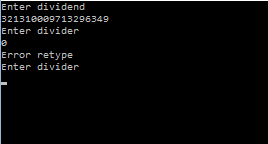 Enter dividend
321310009713296349
Enter divider
0
Error retype
Enter divider